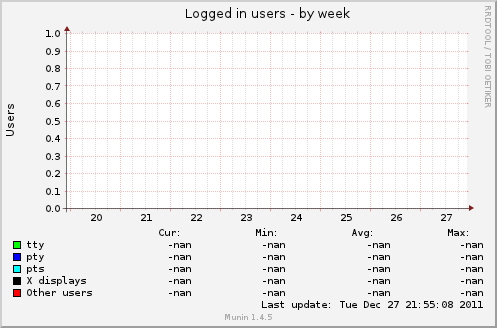 Logged in users - by week
RRDTOOL / TOBI OETIKER
Users
1.0
0.9
0.8
0.7
0.6
0.5
0.4
0.3
0.2
0.1
0.0
20 21 22 23 24 25 26 27
Cur: Min: Avg: Max:
tty -nan -nan -nan -nan
pty -nan -nan -nan -nan
pts -nan -nan -nan -nan
X displays -nan -nan -nan -nan
Other users -nan -nan -nan -nan
Last update: Tue Dec 27 21:55:08 2011
Munin 1.4.5